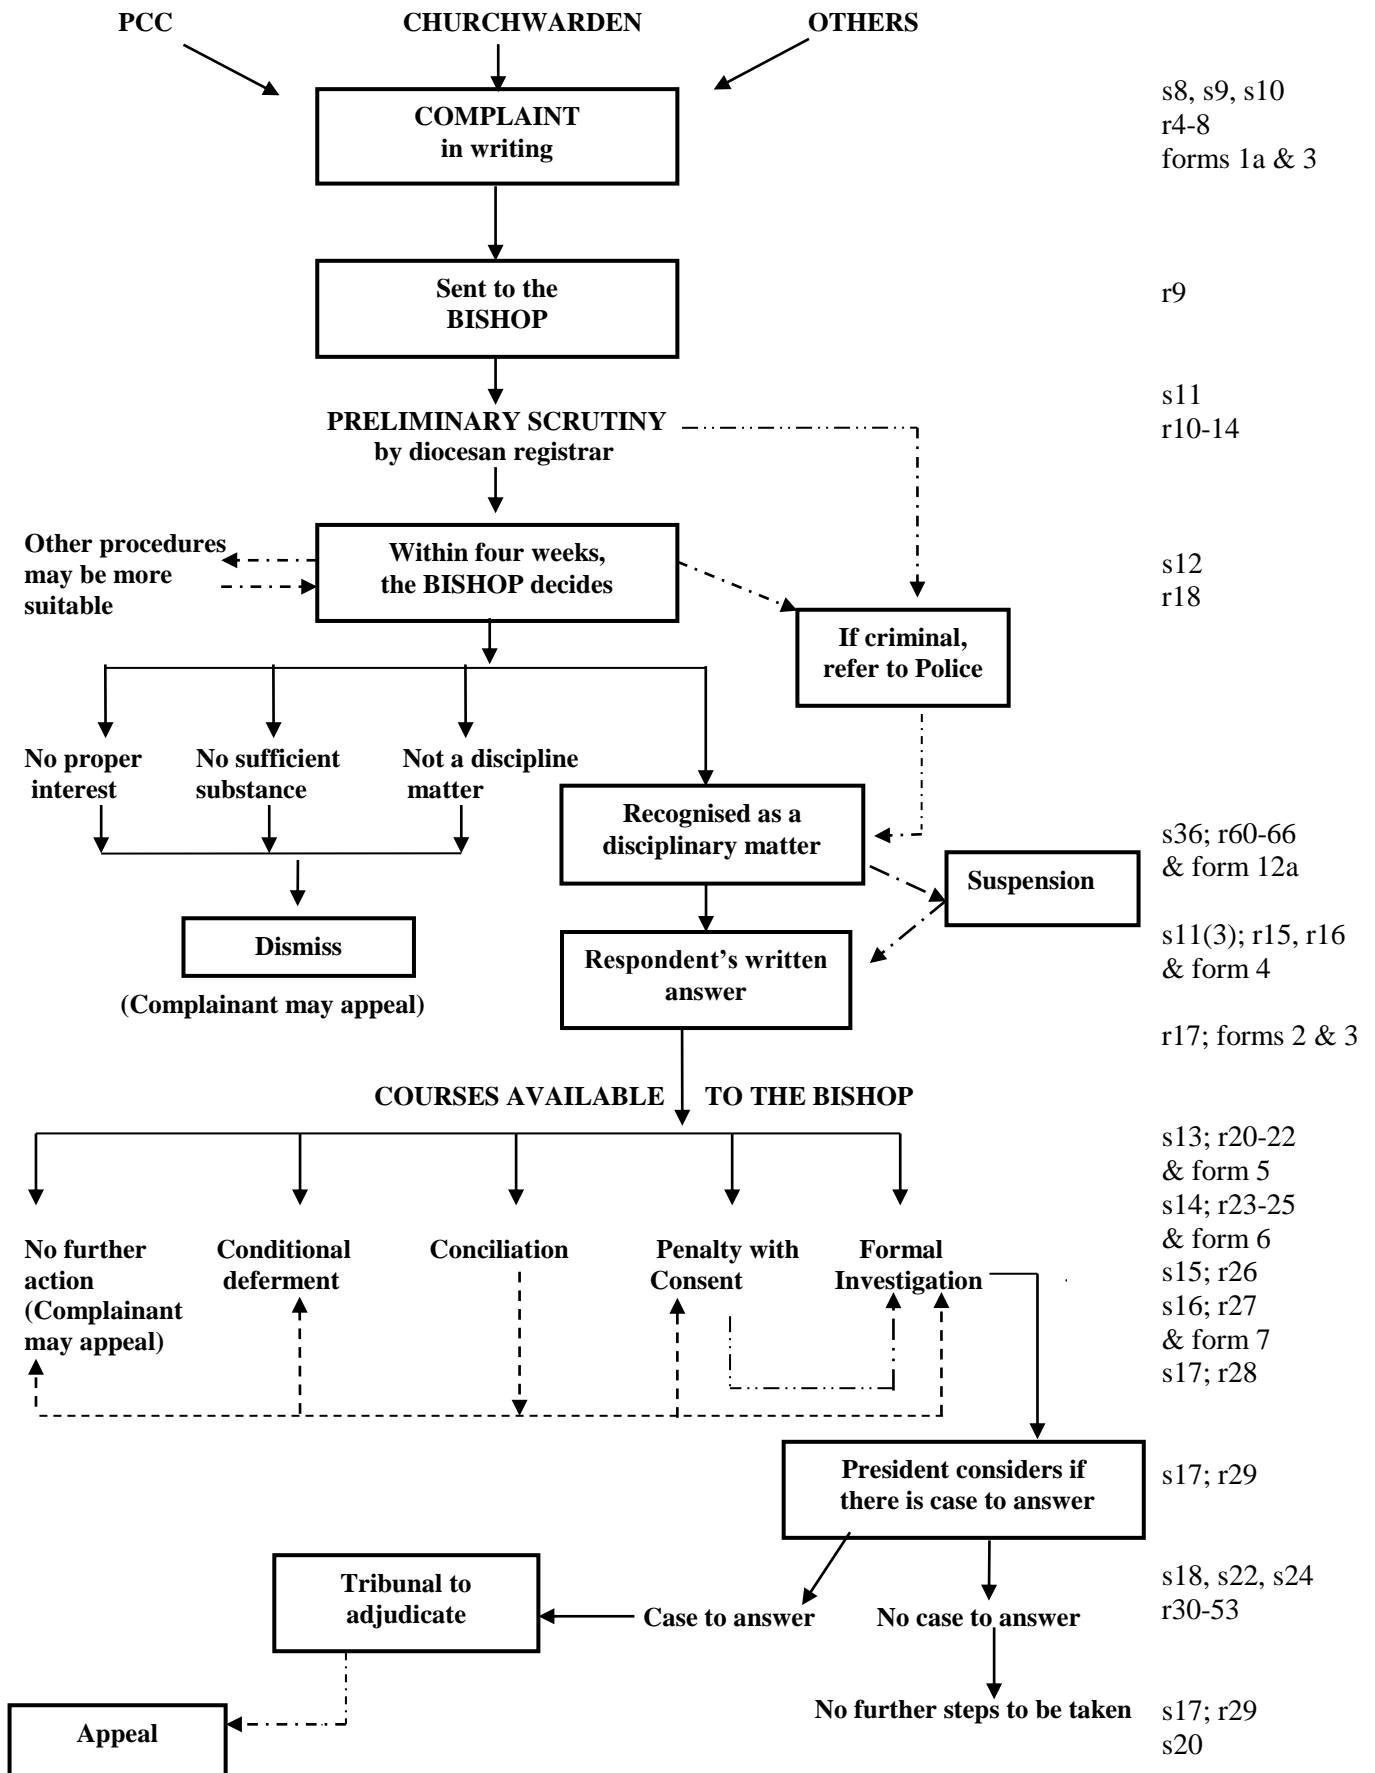 PCC
CHURCHWARDEN
OTHERS
COMPLAINT
in writing
s8, s9, s10
r4-8
forms 1a & 3
Sent to the
BISHOP
r9
PRELIMINARY SCRUTINY
by diocesan registrar
s11
r10-14
Other procedures
may be more
suitable
Within four weeks,
the BISHOP decides
s12
r18
If criminal,
refer to Police
No proper
interest
No sufficient
substance
Not a discipline
matter
Recognised as a
disciplinary matter
s36; r60-66
& form 12a
Suspension
Dismiss
(Complainant may appeal)
Respondent's written
answer
s11(3); r15, r16
& form 4
r17; forms 2 & 3
COURSES AVAILABLE TO THE BISHOP
No further
action
(Complainant
may appeal)
Conditional
deferment
Conciliation
Penalty with
Consent
Formal
Investigation
s13; r20-22
& form 5
s14; r23-25
& form 6
s15; r26
s16; r27
& form 7
s17; r28
President considers if
there is case to answer
s17; r29
Tribunal to
adjudicate
Case to answer
No case to answer
s18, s22, s24
r30-53
No further steps to be taken
Appeal
s17; r29
s20